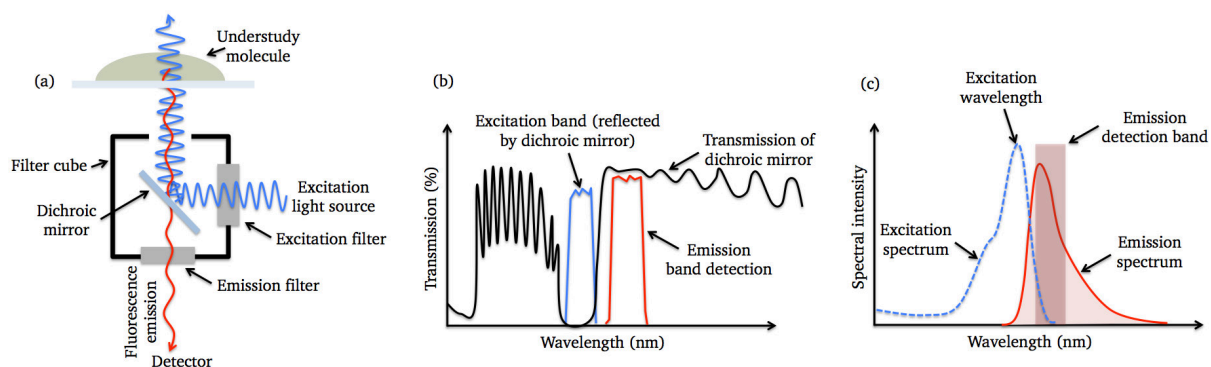 (a)
Understudy
molecule
Filter cube
Dichroic
mirror
Excitation
light source
Excitation filter
Emission filter
Fluorescence
emission
Detector
(b)
Excitation band (reflected
by dichroic mirror)
Transmission of
dichroic mirror
Transmission (%)
Emission
band detection
Wavelength (nm)
(c)
Excitation
wavelength
Emission
detection band
Spectral intensity
Excitation
spectrum
Emission
spectrum
Wavelength (nm)